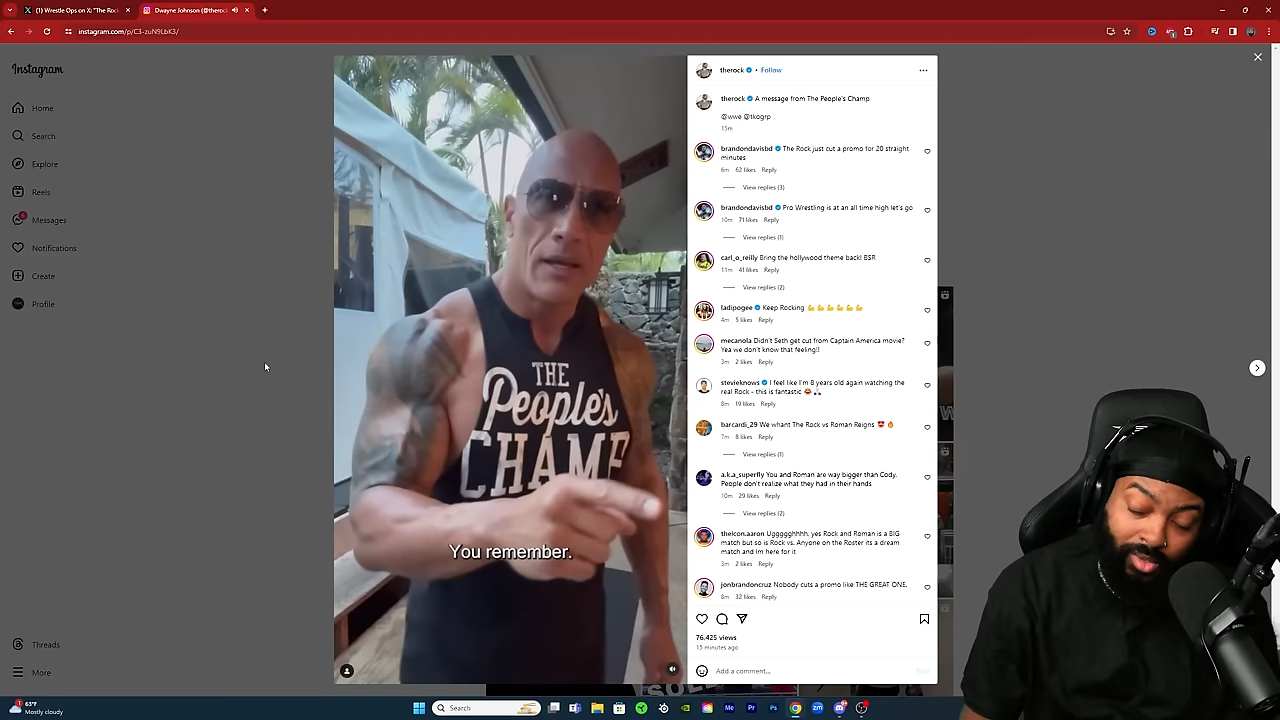 (1) Wrestle Ops on X: "The Roc
Dwayne Johnson (@theroc
instagram.com/p/C3-zuN9LbK3/
Instagram
Home
Search
Explore
Reels
Messages
Notifications
Create
Profile
Threads
More
THE
People's
CHAMP
You remember.
therock • Follow
therock A message from The People's Champ
@wwe @tkogrp
15m
brandondavisbd The Rock just cut a promo for 20 straight
minutes
6m 62 likes Reply
View replies (3)
brandondavisbd Pro Wrestling is at an all time high let's go
10m 71 likes Reply
View replies (1)
carl_o_reilly Bring the hollywood theme back! BSR
11m 41 likes Reply
View replies (2)
ladipogee Keep Rocking 💪💪💪💪💪💪
4m 5 likes Reply
mecanola Didn't Seth get cut from Captain America movie?
Yea we don't know that feeling!!
3m 2 likes Reply
stevieknows I feel like I'm 8 years old again watching the
real Rock - this is fantastic
8m 19 likes Reply
barcardi_29 We whant The Rock vs Roman Reigns 😍🔥
7m 8 likes Reply
View replies (1)
a.k.a_superfly You and Roman are way bigger than Cody.
People don't realize what they had in their hands
10m 29 likes Reply
View replies (2)
theicon.aaron Uggggghhhh, yes Rock and Roman is a BIG
match but so is Rock vs. Anyone on the Roster its a dream
match and Im here for it
3m 2 likes Reply
jonbrandoncruz Nobody cuts a promo like THE GREAT ONE.
8m 32 likes Reply
76,425 views
15 minutes ago
Add a comment...
63°F
Mostly cloudy
Search